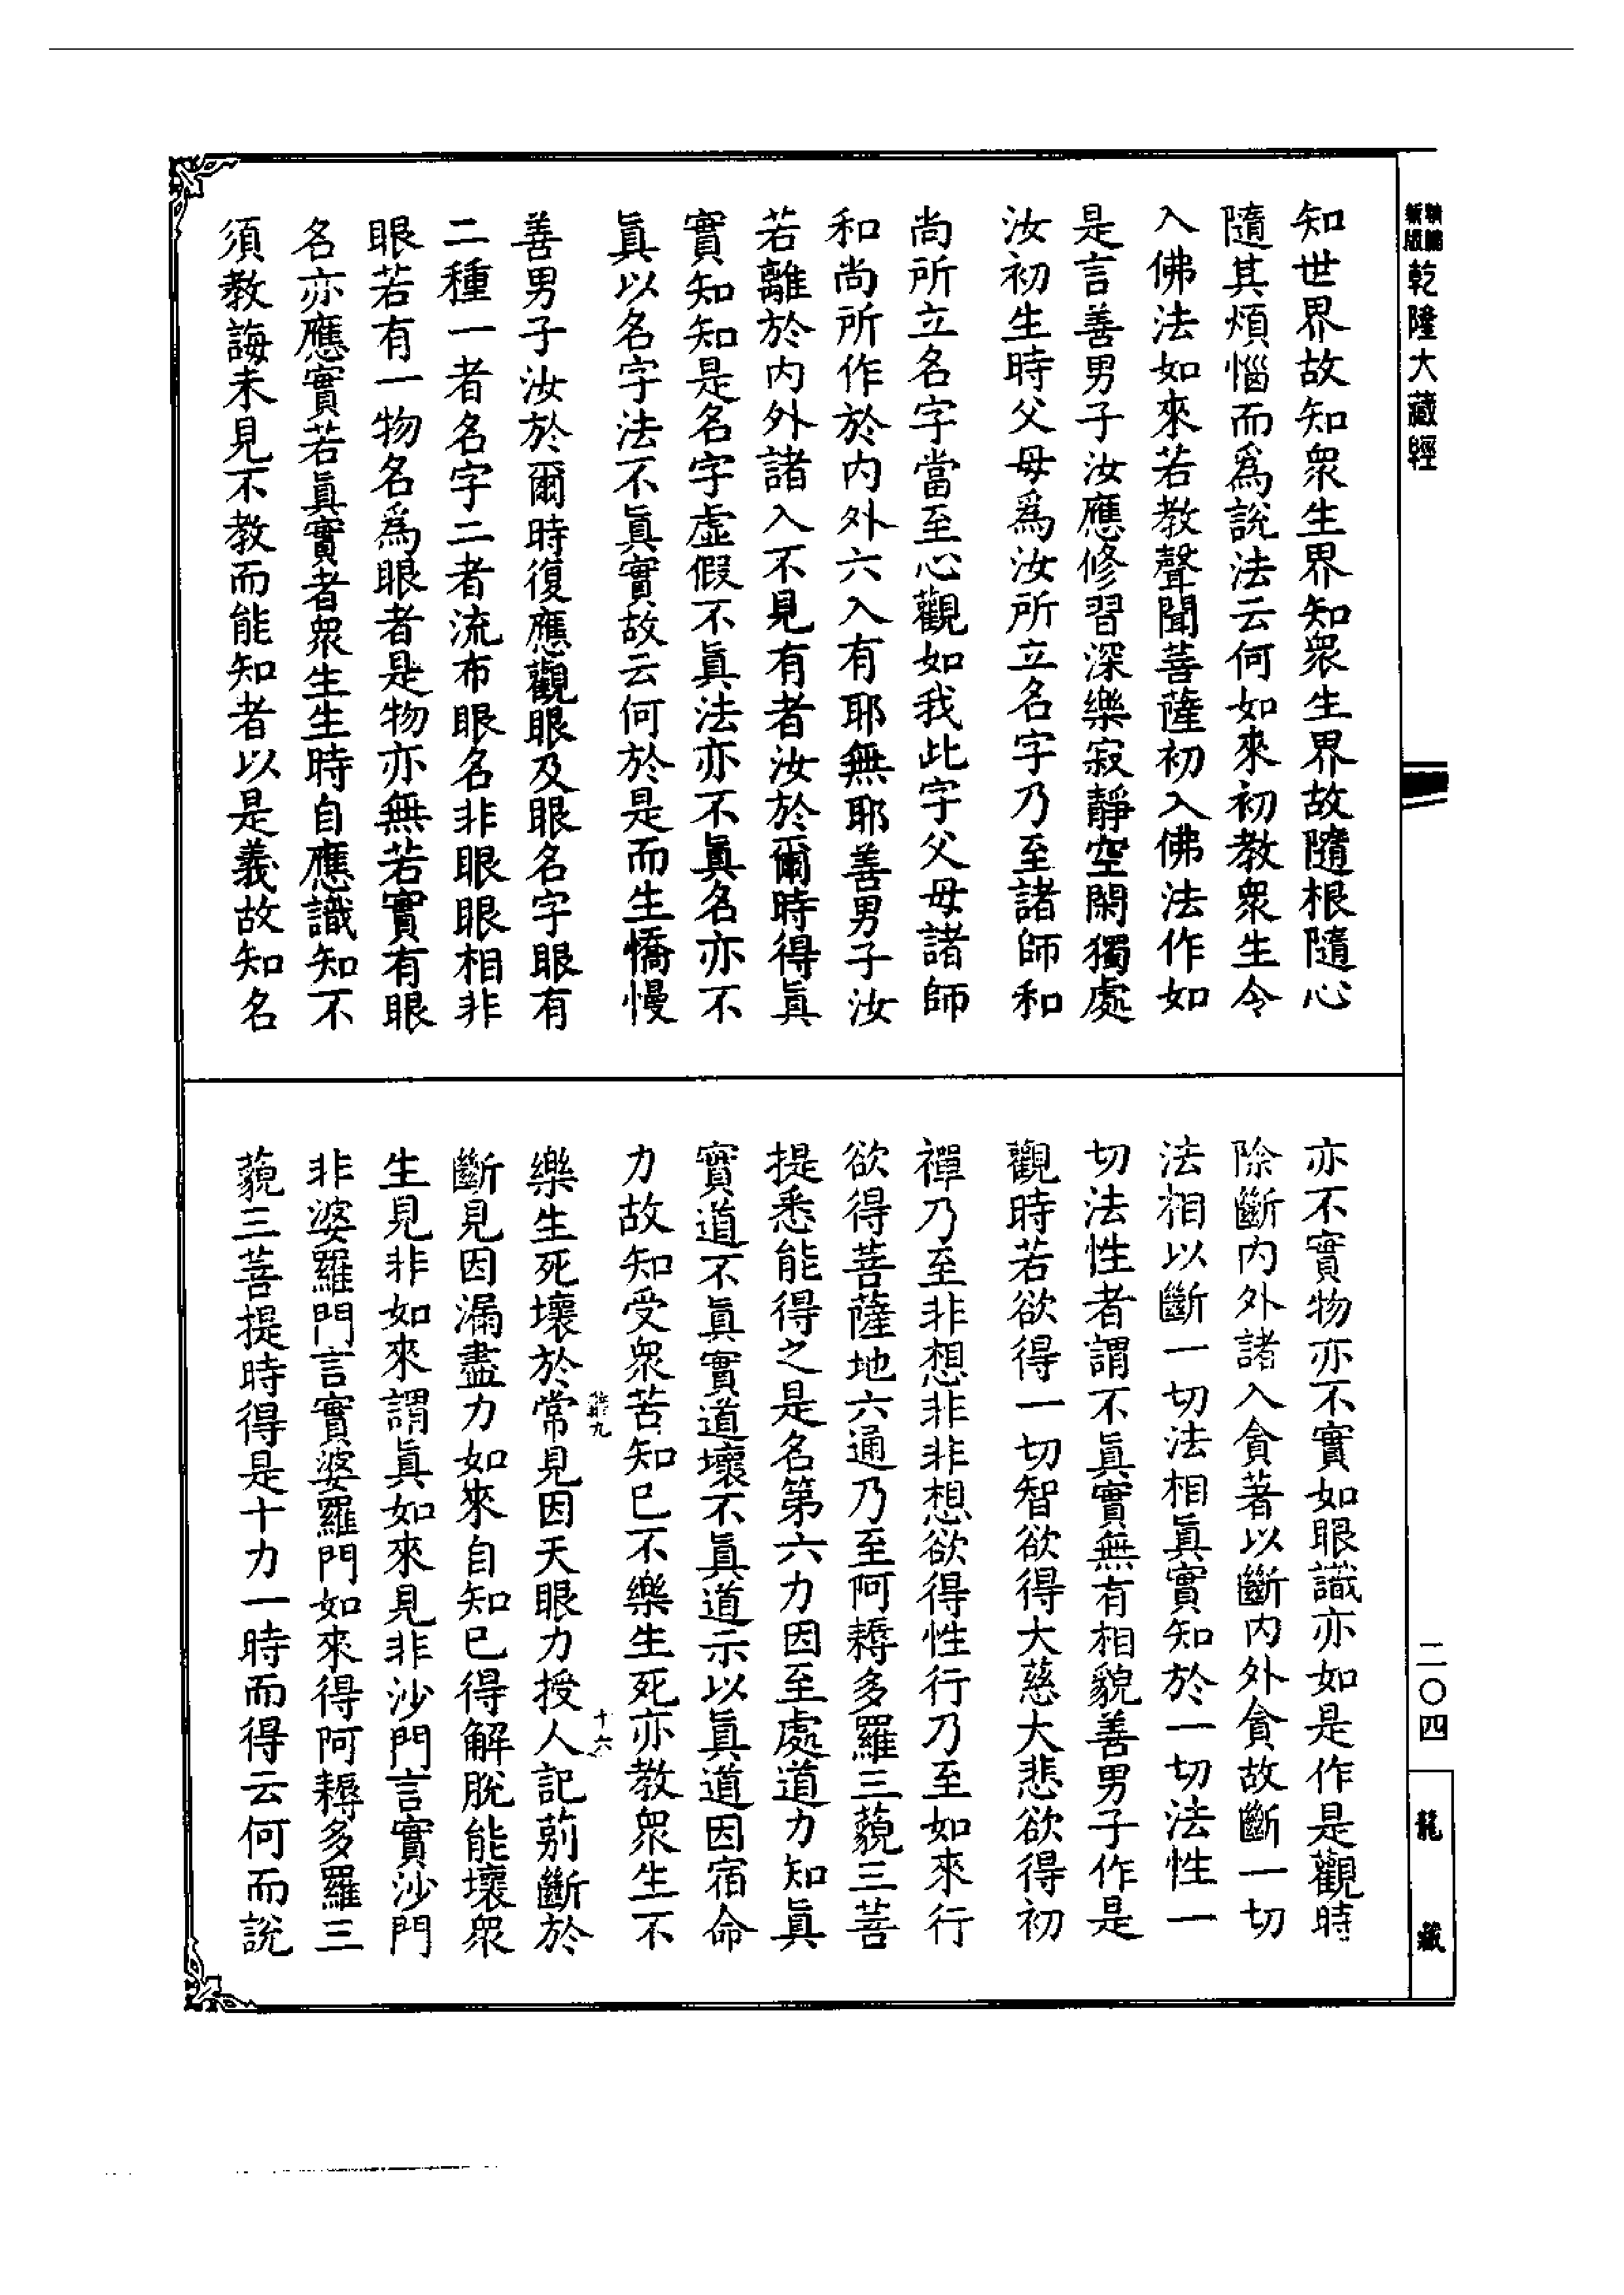 新編
新版
乾隆大藏經
知世界故知衆生界知衆生界故隨根隨心
隨其煩惱而爲說法云何如來初教衆生令
入佛法如來若教聲聞菩薩初入佛法作如
是言善男子汝應修習深樂寂靜空閑獨處
汝初生時父母爲汝所立名字乃至諸師和
尚所立名字當至心觀如我此字父母諸師
和尚所作於内外六入有耶無耶善男子汝
若離於内外諸入不見有者汝於爾時得眞
實知知是名字虛假不眞法亦不眞名亦不
眞以名字法不眞實故云何於是而生憍慢
善男子汝於爾時復應觀眼及眼名字眼有
二種一者名字二者流布眼名非眼眼相非
眼若有一物名爲眼者是物亦無若實有眼
名亦應實若眞實者衆生生時自應識知不
須教誨未見不教而能知者以是義故知名
亦不實物亦不實如眼識亦如是作是觀時
除斷内外諸入貪著以斷内外貪故斷一切
法相以斷一切法相眞實知於一切法性一
切法性者謂不眞實無有相貌善男子作是
觀時若欲得一切智欲得大慈大悲欲得初
禪乃至非想非非想欲得性行乃至如來行
欲得菩薩地六通乃至阿耨多羅三藐三菩
提悉能得之是名第六力因至處道力知眞
實道不眞實道壞不眞道示以眞道因宿命
力故知受衆苦知已不樂生死亦教衆生不
樂生死壞於常見因天眼力授人記莂斷於
十六
斷見因漏盡力如來自知已得解脫能壞衆
生見非如來謂眞如來見非沙門言實沙門
非婆羅門言實婆羅門如來得阿耨多羅三
藐三菩提時得是十力一時而得云何而說
二〇四
龍藏